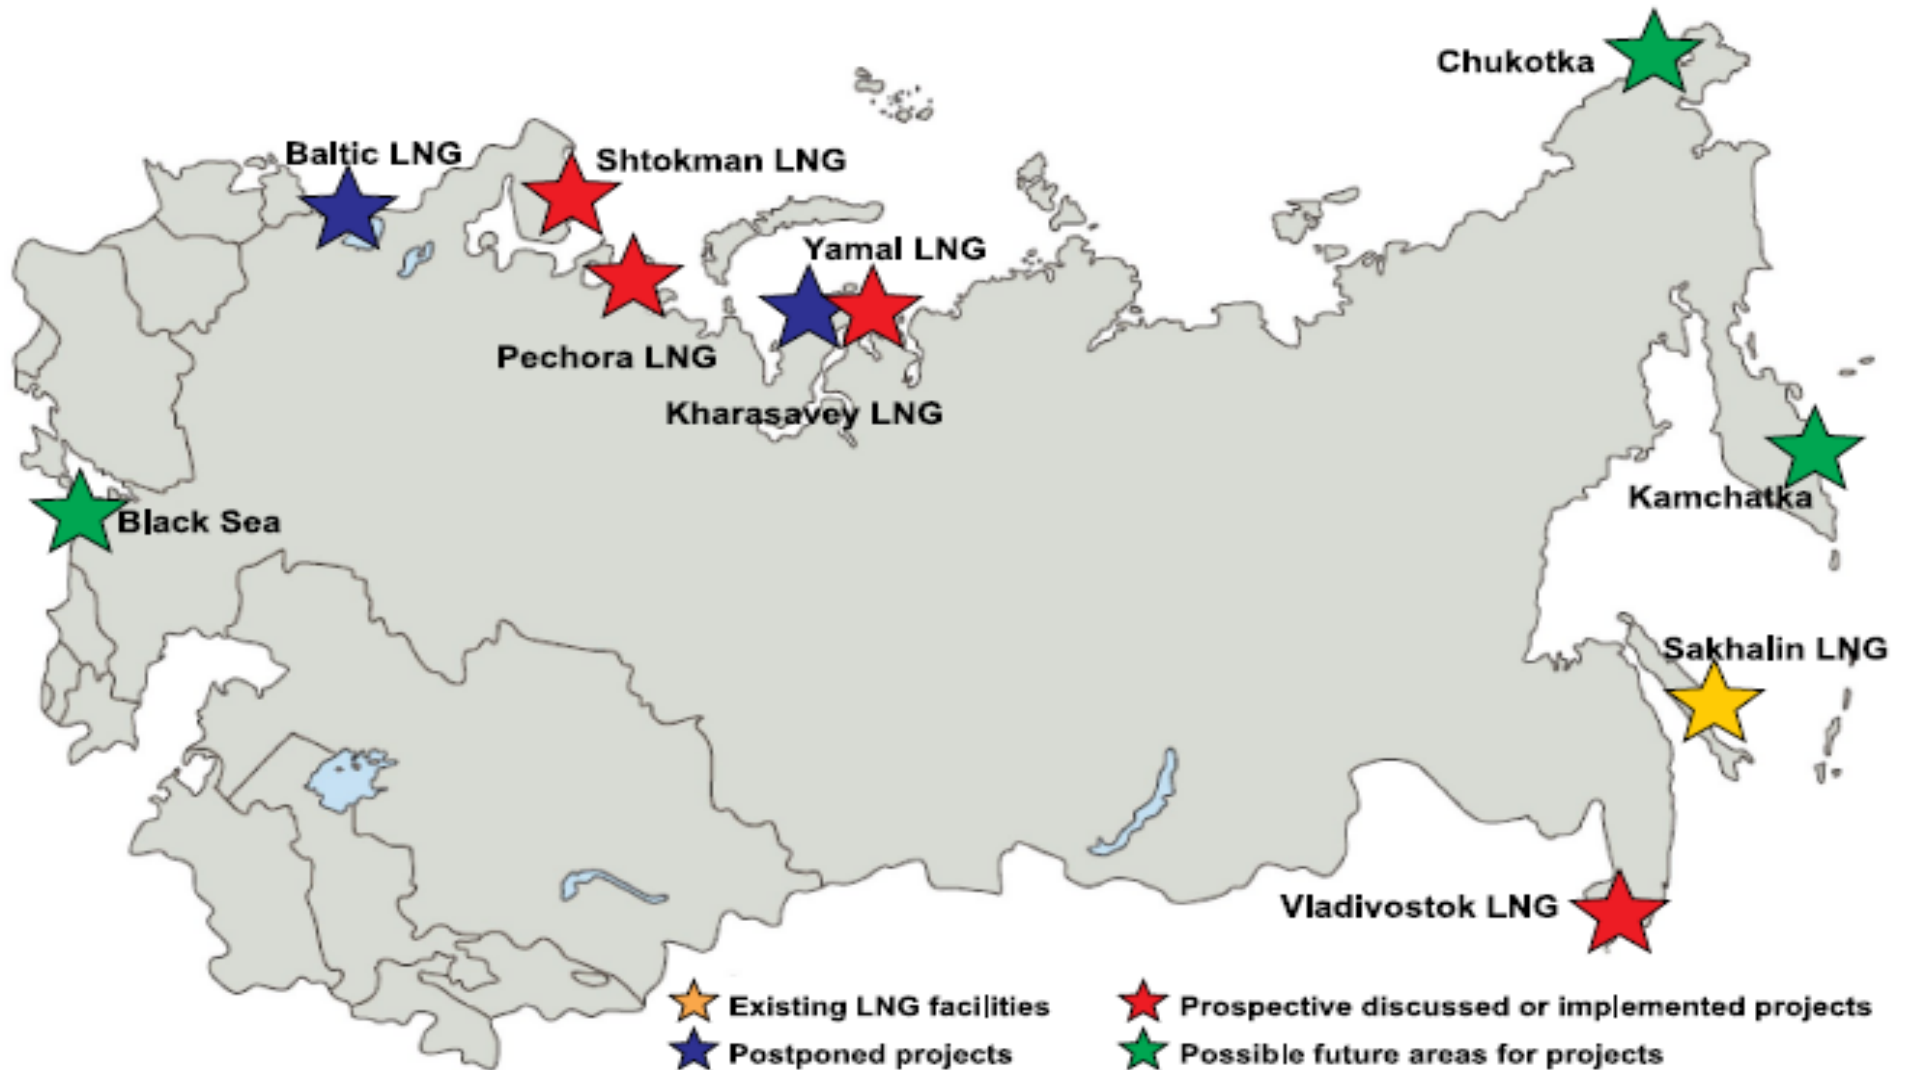 Chukotka
Baltic LNG
Shtokman LNG
Yamal LNG
Pechora LNG
Kharasavey LNG
Kamchatka
Black Sea
Sakhalin LNG
Vladivostok LNG
Existing LNG facilities
Prospective discussed or implemented projects
Postponed projects
Possible future areas for projects